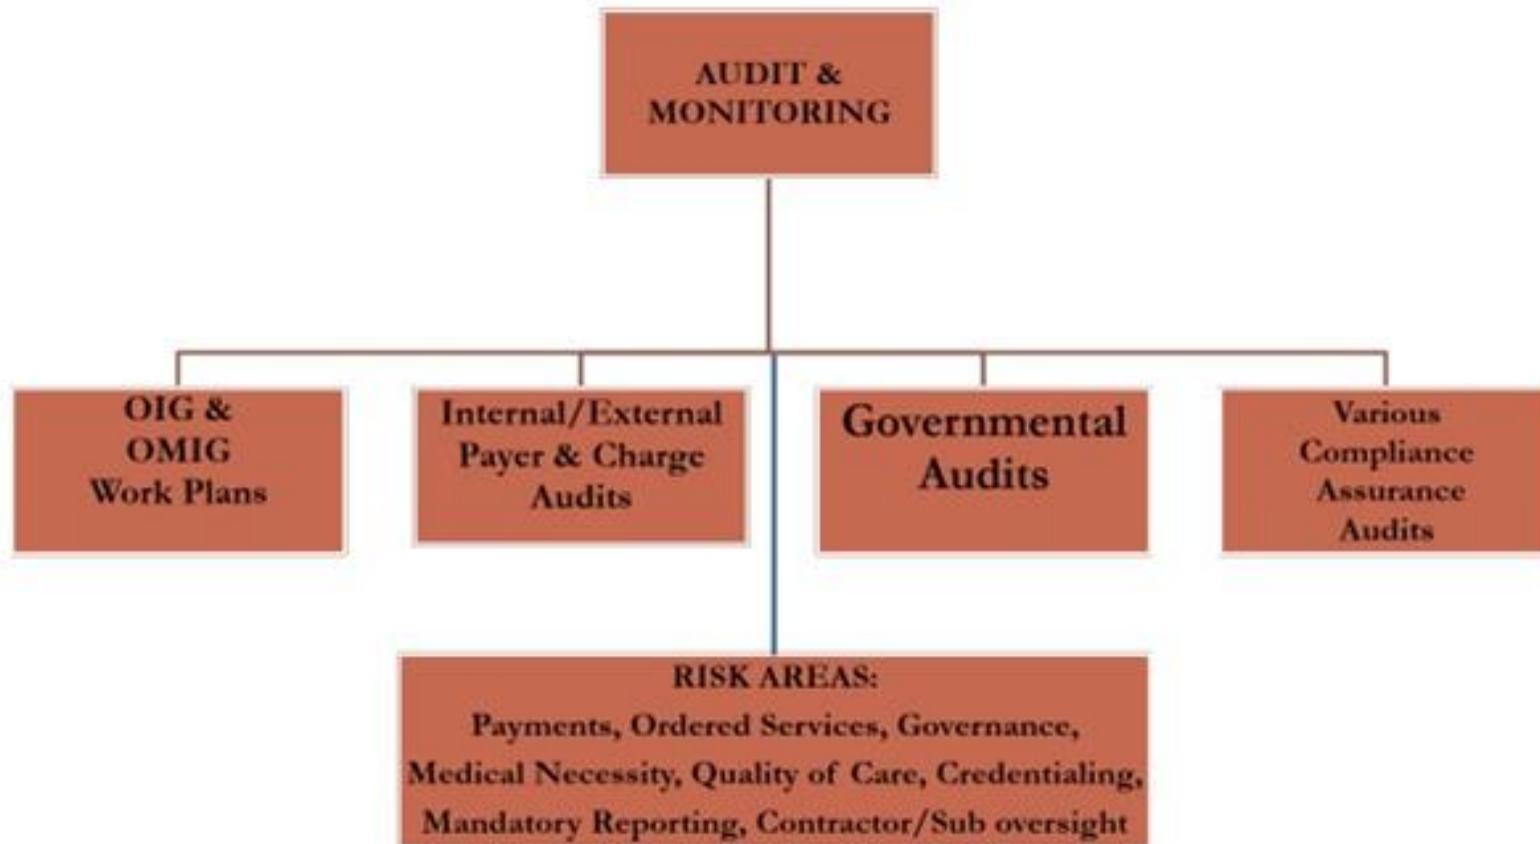 AUDIT &
MONITORING
OIG &
OMIG
Work Plans
Internal/External
Payer & Charge
Audits
Governmental
Audits
Various
Compliance
Assurance
Audits
RISK AREAS:
Payments, Ordered Services, Governance,
Medical Necessity, Quality of Care, Credentialing,
Mandatory Reporting, Contractor/Sub oversight